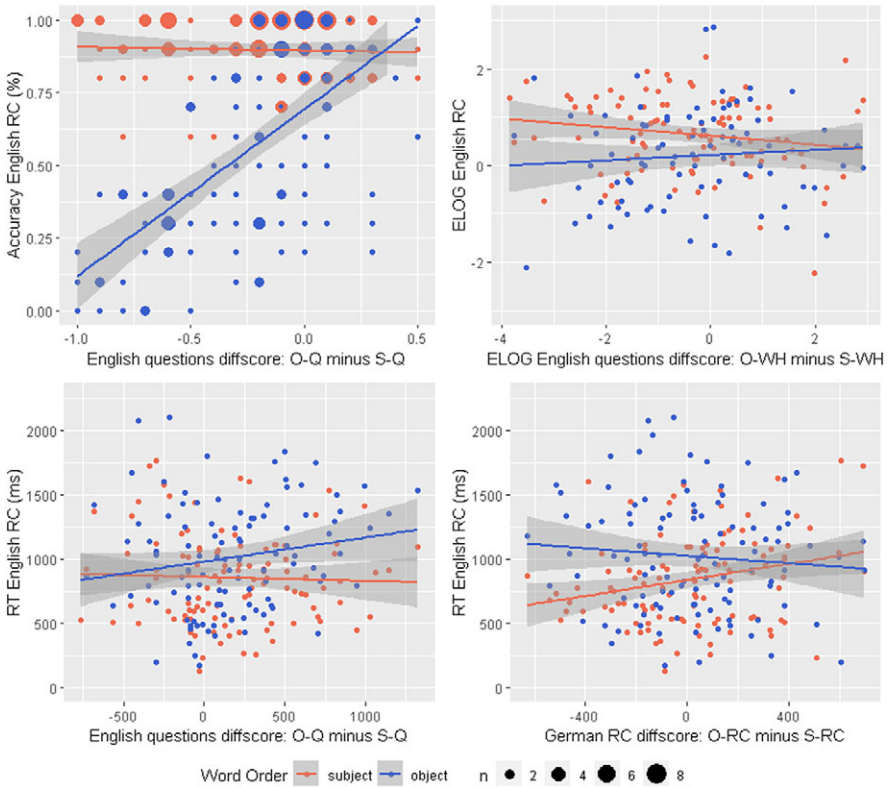 1.00
0.75
0.50
0.25
0.00
Accuracy English RC (%)
-1.0 -0.5 0.0 0.5
English questions diffscore: O-Q minus S-Q
2
0
-2
ELOG English RC
-4 -2 0 2
ELOG English questions diffscore: O-WH minus S-WH
2000
1500
1000
500
0
RT English RC (ms)
-500 0 500 1000
English questions diffscore: O-Q minus S-Q
2000
1500
1000
500
0
RT English RC (ms)
-400 0 400
German RC diffscore: O-RC minus S-RC
Word Order subject object n 2 4 6 8